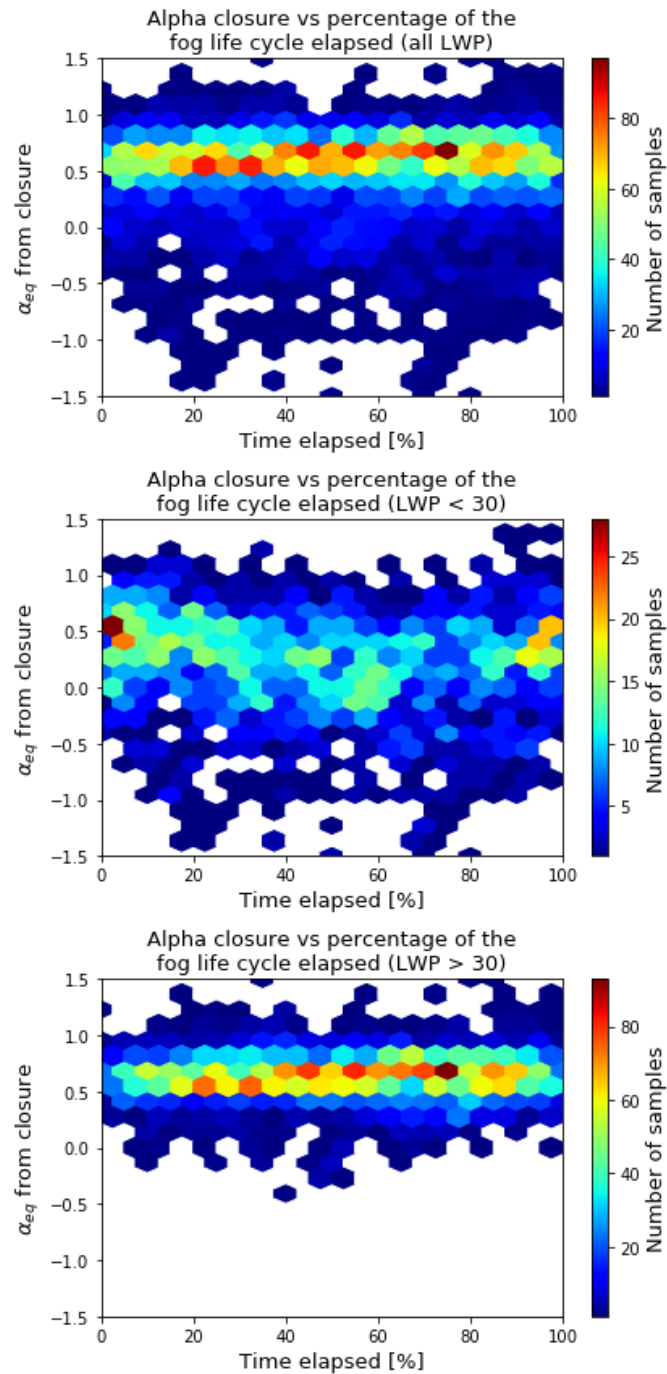 Alpha closure vs percentage of the
fog life cycle elapsed (all LWP)
1.5
1.0
0.5
0.0
−0.5
−1.0
−1.5
α_eq from closure
0 20 40 60 80 100
Time elapsed [%]
80
60
40
20
Number of samples
Alpha closure vs percentage of the
fog life cycle elapsed (LWP < 30)
1.5
1.0
0.5
0.0
−0.5
−1.0
−1.5
α_eq from closure
0 20 40 60 80 100
Time elapsed [%]
25
20
15
10
5
Number of samples
Alpha closure vs percentage of the
fog life cycle elapsed (LWP > 30)
1.5
1.0
0.5
0.0
−0.5
−1.0
−1.5
α_eq from closure
0 20 40 60 80 100
Time elapsed [%]
80
60
40
20
Number of samples